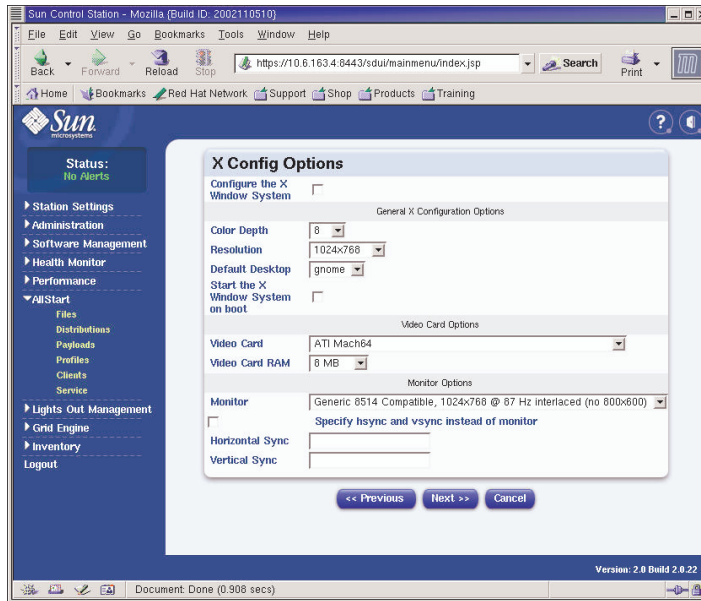 Sun Control Station - Mozilla {Build ID: 2002110510}
File Edit View Go Bookmarks Tools Window Help
Back Forward Reload Stop https://10.6.163.4:8443/sdui/mainmenu/index.jsp Search Print
Home Bookmarks Red Hat Network Support Shop Products Training
Sun
microsystems
?
Status:
No Alerts
Station Settings
Administration
Software Management
Health Monitor
Performance
AllStart
Files
Distributions
Payloads
Profiles
Clients
Service
Lights Out Management
Grid Engine
Inventory
Logout
X Config Options
Configure the X
Window System
General X Configuration Options
Color Depth 8
Resolution 1024x768
Default Desktop gnome
Start the X
Window System
on boot
Video Card Options
Video Card ATI Mach64
Video Card RAM 8 MB
Monitor Options
Monitor Generic 8514 Compatible, 1024x768 @ 87 Hz interlaced (no 800x600)
Specify hsync and vsync instead of monitor
Horizontal Sync
Vertical Sync
<< Previous Next >> Cancel
Version: 2.0 Build 2.0.22
Document: Done (0.908 secs)